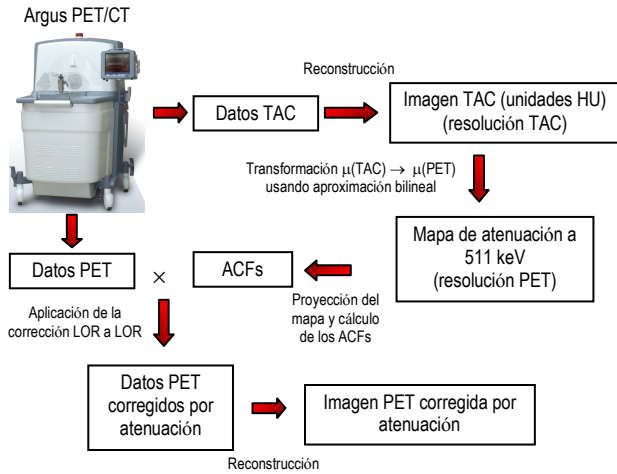 Argus PET/CT
Reconstrucción
Datos TAC
Imagen TAC (unidades HU)
(resolución TAC)
Transformación μ(TAC) → μ(PET)
usando aproximación bilineal
Mapa de atenuación a
511 keV
(resolución PET)
Datos PET
×
ACFs
Aplicación de la
corrección LOR a LOR
Proyección del
mapa y cálculo
de los ACFs
Datos PET
corregidos por
atenuación
Imagen PET corregida por
atenuación
Reconstrucción